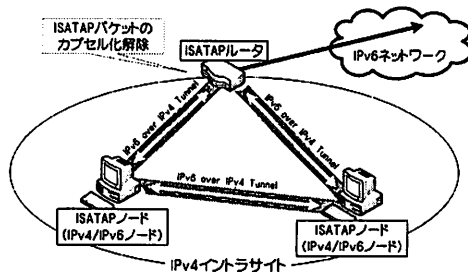 ISATAPパケットの
カプセル化解除
ISATAPルータ
IPv6ネットワーク
IPv6 over IPv4 Tunnel
IPv6 over IPv4 Tunnel
IPv6 over IPv4 Tunnel
ISATAPノード
(IPv4/IPv6ノード)
ISATAPノード
(IPv4/IPv6ノード)
IPv4イントラサイト